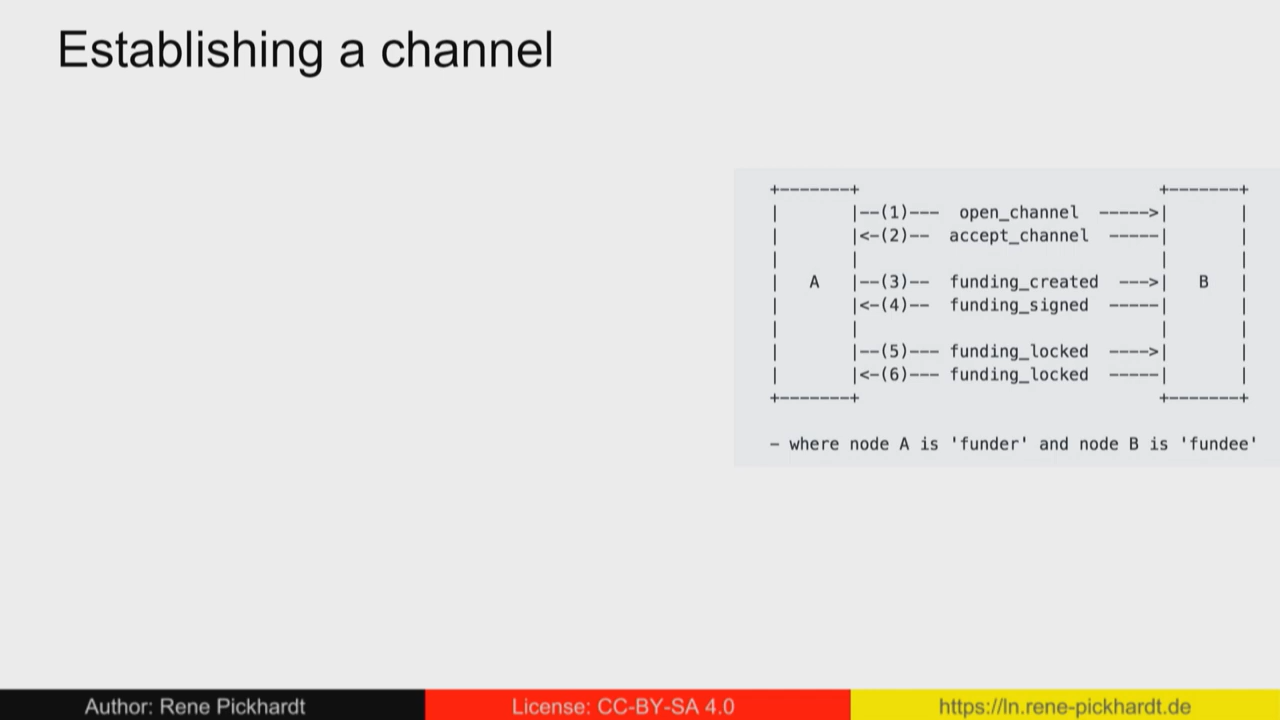 Establishing a channel
+-------+                               +-------+
|       |--(1)---  open_channel  ----->|       |
|       |<-(2)--  accept_channel  -----|       |
|       |                               |       |
|   A   |--(3)--  funding_created  --->|   B   |
|       |<-(4)--  funding_signed  -----|       |
|       |                               |       |
|       |--(5)--- funding_locked  ---->|       |
|       |<-(6)--- funding_locked  -----|       |
+-------+                               +-------+
- where node A is 'funder' and node B is 'fundee'
Author: Rene Pickhardt
License: CC-BY-SA 4.0
https://ln.rene-pickhardt.de